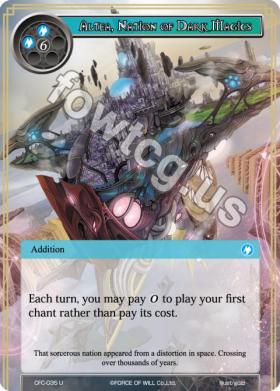 Alter, Nation of Dark Magics
6
fowtcg.us
Addition
Each turn, you may pay 0 to play your first
chant rather than pay its cost.
That sorcerous nation appeared from a distortion in space. Crossing
over thousands of years.
CFC-035 U
©FORCE OF WILL Co.,Ltd.